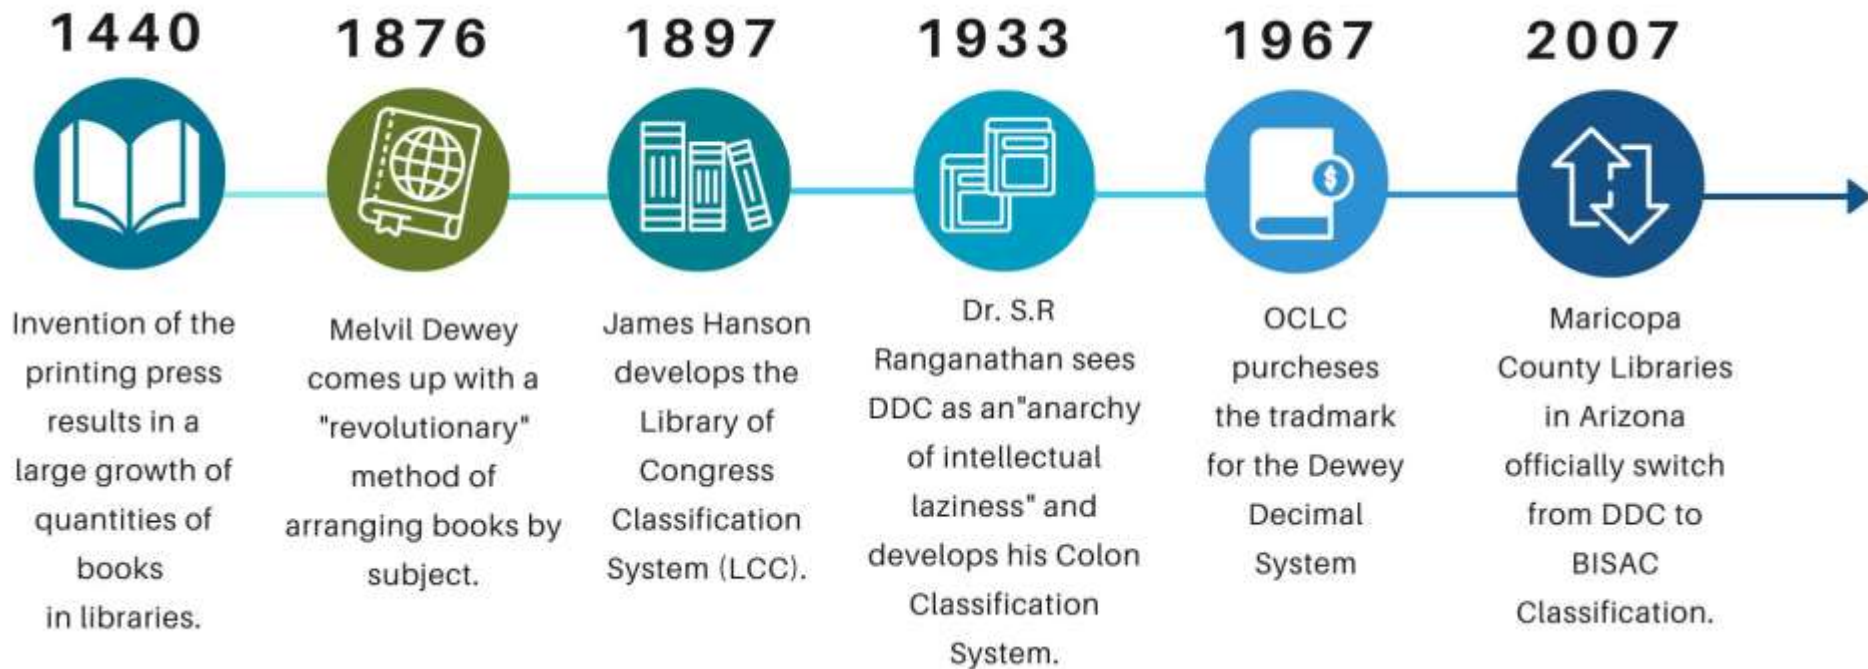 1440
Invention of the
printing press
results in a
large growth of
quantities of
books
in libraries.
1876
Melvil Dewey
comes up with a
"revolutionary"
method of
arranging books by
subject.
1897
James Hanson
develops the
Library of
Congress
Classification
System (LCC).
1933
Dr. S.R
Ranganathan sees
DDC as an"anarchy
of intellectual
laziness" and
develops his Colon
Classification
System.
1967
$
OCLC
purcheses
the tradmark
for the Dewey
Decimal
System
2007
Maricopa
County Libraries
in Arizona
officially switch
from DDC to
BISAC
Classification.